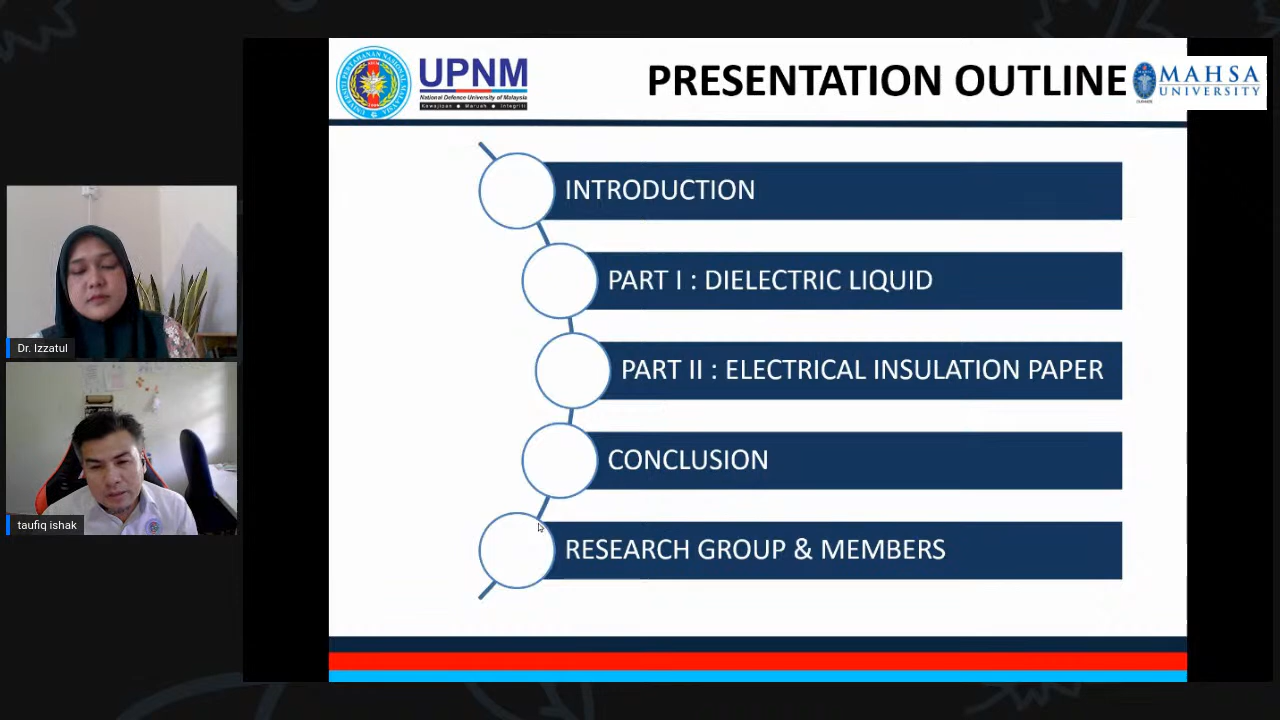 UPNM
National Defence University of Malaysia
Kewajipan ● Maruah ● Integriti
PRESENTATION OUTLINE
MAHSA
UNIVERSITY
INTRODUCTION
PART I : DIELECTRIC LIQUID
PART II : ELECTRICAL INSULATION PAPER
CONCLUSION
RESEARCH GROUP & MEMBERS
Dr. Izzatul
taufiq ishak